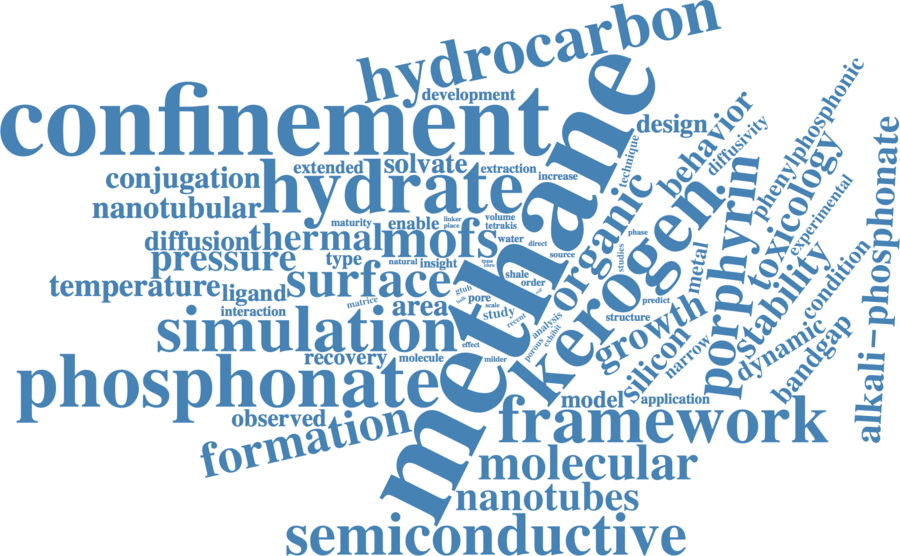 hydrocarbon
development
confinement
methane
design
behavior
diffusivity
phenylphosphonic
technique
extended
solvate
extraction
increase
conjugation
hydrate
nanotubular
maturity
enable
linker
place
volume
tetrakis
organic
kerogen
porphyrin
toxicology
experimental
alkali-phosphonate
diffusion
thermal
mofs
water
direct
phase
source
studies
metal
stability
pressure
type
natural
insight
temperature
ligand
surface
shale
order
pore
scale
gtub
predict
condition
interaction
matrice
area
study
recent
analysis
structure
growth
simulation
effect
exhibit
porous
narrow
dynamic
bandgap
recovery
molecule
milder
silicon
phosphonate
model
application
observed
formation
framework
molecular
nanotubes
semiconductive